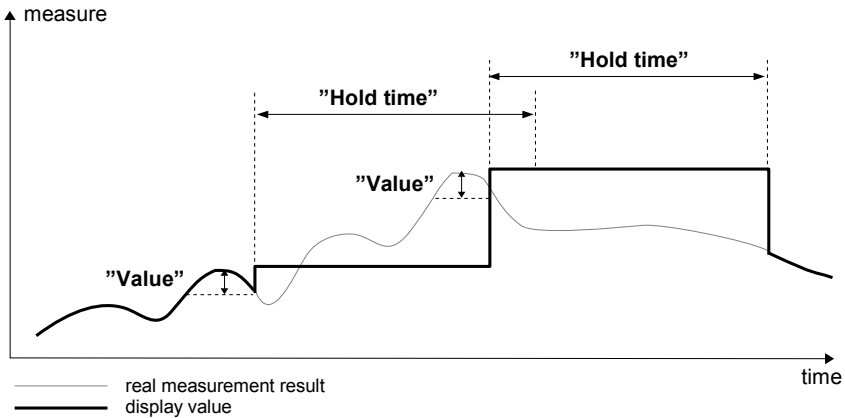 measure
”Hold time”
”Hold time”
”Value”
”Value”
time
real measurement result
display value